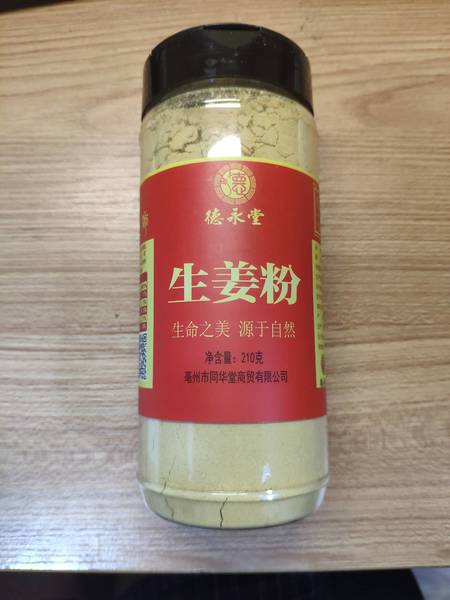 德
德永堂
生姜粉
生命之美 源于自然
净含量：210克
亳州市同华堂商贸有限公司